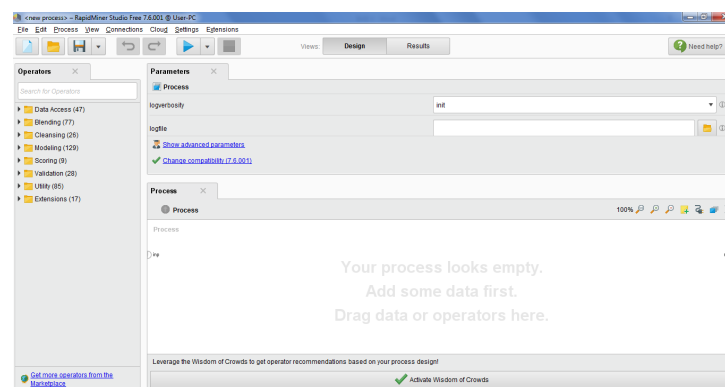 <new process> – RapidMiner Studio Free 7.6.001 @ User-PC
File Edit Process View Connections Cloud Settings Extensions
Views: Design Results Need help?
Operators
Search for Operators
Data Access (47)
Blending (77)
Cleansing (26)
Modeling (129)
Scoring (9)
Validation (28)
Utility (85)
Extensions (17)
Get more operators from the
Marketplace
Parameters
Process
logverbosity init
logfile
Show advanced parameters
Change compatibility (7.6.001)
Process
Process 100%
Process
inp
Your process looks empty.
Add some data first.
Drag data or operators here.
Leverage the Wisdom of Crowds to get operator recommendations based on your process design!
Activate Wisdom of Crowds